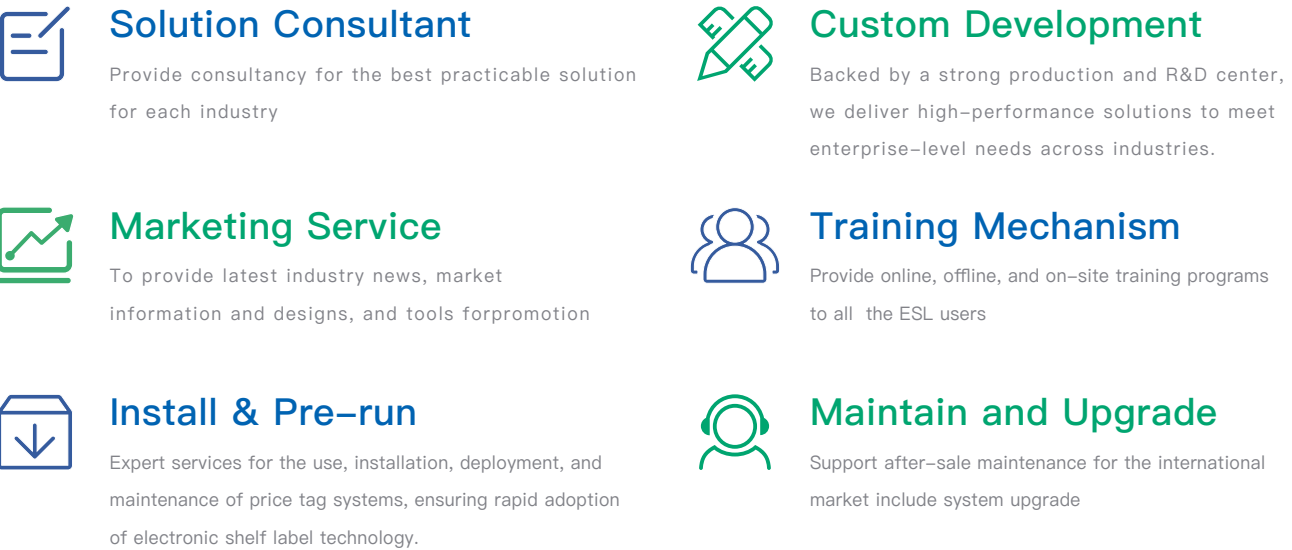 Solution Consultant
Provide consultancy for the best practicable solution
for each industry
Custom Development
Backed by a strong production and R&D center,
we deliver high-performance solutions to meet
enterprise-level needs across industries.
Marketing Service
To provide latest industry news, market
information and designs, and tools forpromotion
Training Mechanism
Provide online, offline, and on-site training programs
to all the ESL users
Install & Pre-run
Expert services for the use, installation, deployment, and
maintenance of price tag systems, ensuring rapid adoption
of electronic shelf label technology.
Maintain and Upgrade
Support after-sale maintenance for the international
market include system upgrade